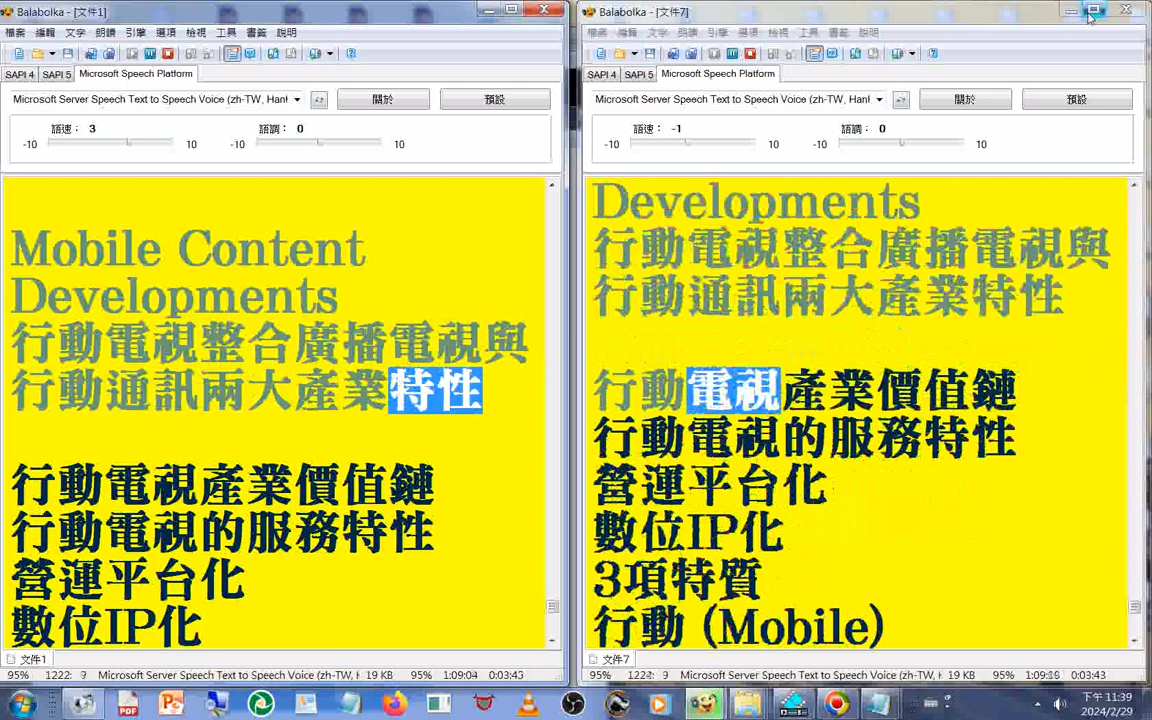 Balabolka - [文件1]
檔案 編輯 文字 朗讀 引擎 選項 檢視 工具 書籤 說明
SAPI 4 SAPI 5 Microsoft Speech Platform
Microsoft Server Speech Text to Speech Voice (zh-TW, Hanl
關於 預設
語速： 3 語調： 0
-10 10 -10 10
Mobile Content
Developments
行動電視整合廣播電視與
行動通訊兩大產業特性
行動電視產業價值鏈
行動電視的服務特性
營運平台化
數位IP化
文件1
95% 1222: ? Microsoft Server Speech Text to Speech Voice (zh-TW, H 19 KB 95% 1:09:04 0:03:43
Balabolka - [文件7]
檔案 編輯 文字 朗讀 引擎 選項 檢視 工具 書籤 說明
SAPI 4 SAPI 5 Microsoft Speech Platform
Microsoft Server Speech Text to Speech Voice (zh-TW, Hanl
關於 預設
語速： -1 語調： 0
-10 10 -10 10
Developments
行動電視整合廣播電視與
行動通訊兩大產業特性
行動電視產業價值鏈
行動電視的服務特性
營運平台化
數位IP化
3項特質
行動 (Mobile)
文件7
95% Microsoft Server Speech Text to Speech Voice (zh-TW, H 19 KB 95% 0:03:43
下午 11:39
2024/2/29